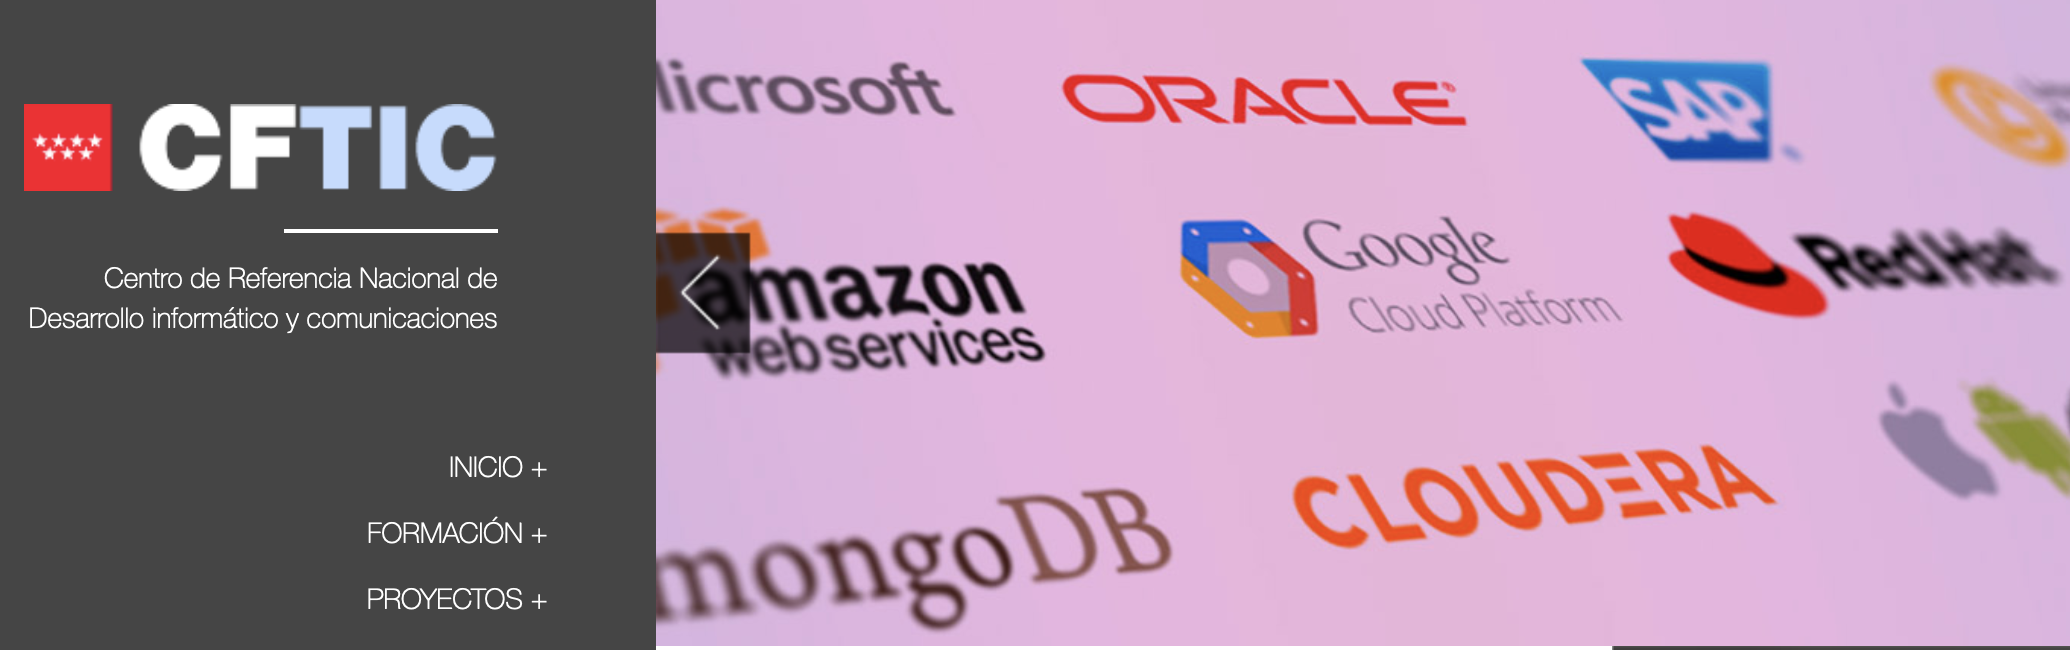 CFTIC
Centro de Referencia Nacional de
Desarrollo informático y comunicaciones
INICIO +
FORMACIÓN +
PROYECTOS +
Microsoft
ORACLE®
SAP
amazon
webservices
Google
Cloud Platform
RedHat
mongoDB
CLOUDERA